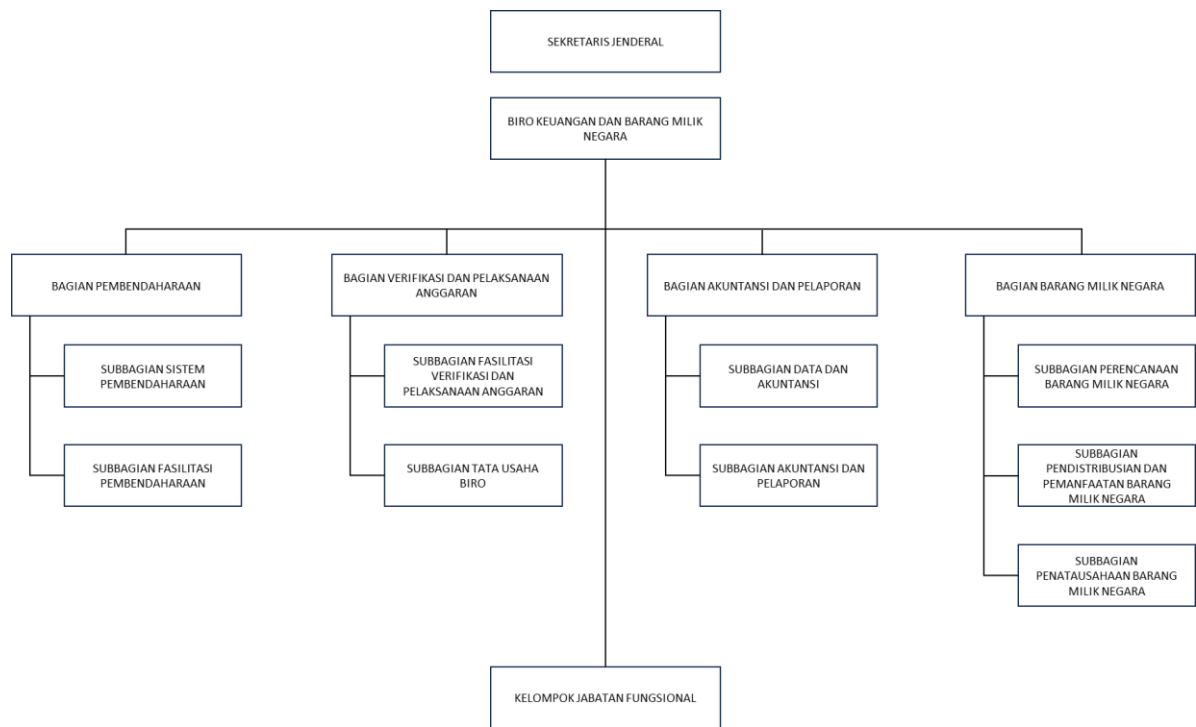 SEKRETARIS JENDERAL
BIRO KEUANGAN DAN BARANG MILIK
NEGARA
BAGIAN PEMBENDAHARAAN
BAGIAN VERIFIKASI DAN PELAKSANAAN
ANGGARAN
BAGIAN AKUNTANSI DAN PELAPORAN
BAGIAN BARANG MILIK NEGARA
SUBBAGIAN SISTEM
PEMBENDAHARAAN
SUBBAGIAN FASILITASI
VERIFIKASI DAN
PELAKSANAAN ANGGARAN
SUBBAGIAN DATA DAN
AKUNTANSI
SUBBAGIAN PERENCANAAN
BARANG MILIK NEGARA
SUBBAGIAN FASILITASI
PEMBENDAHARAAN
SUBBAGIAN TATA USAHA
BIRO
SUBBAGIAN AKUNTANSI DAN
PELAPORAN
SUBBAGIAN
PENDISTRIBUSIAN DAN
PEMANFAATAN BARANG
MILIK NEGARA
SUBBAGIAN
PENATAUSAHAAN BARANG
MILIK NEGARA
KELOMPOK JABATAN FUNGSIONAL